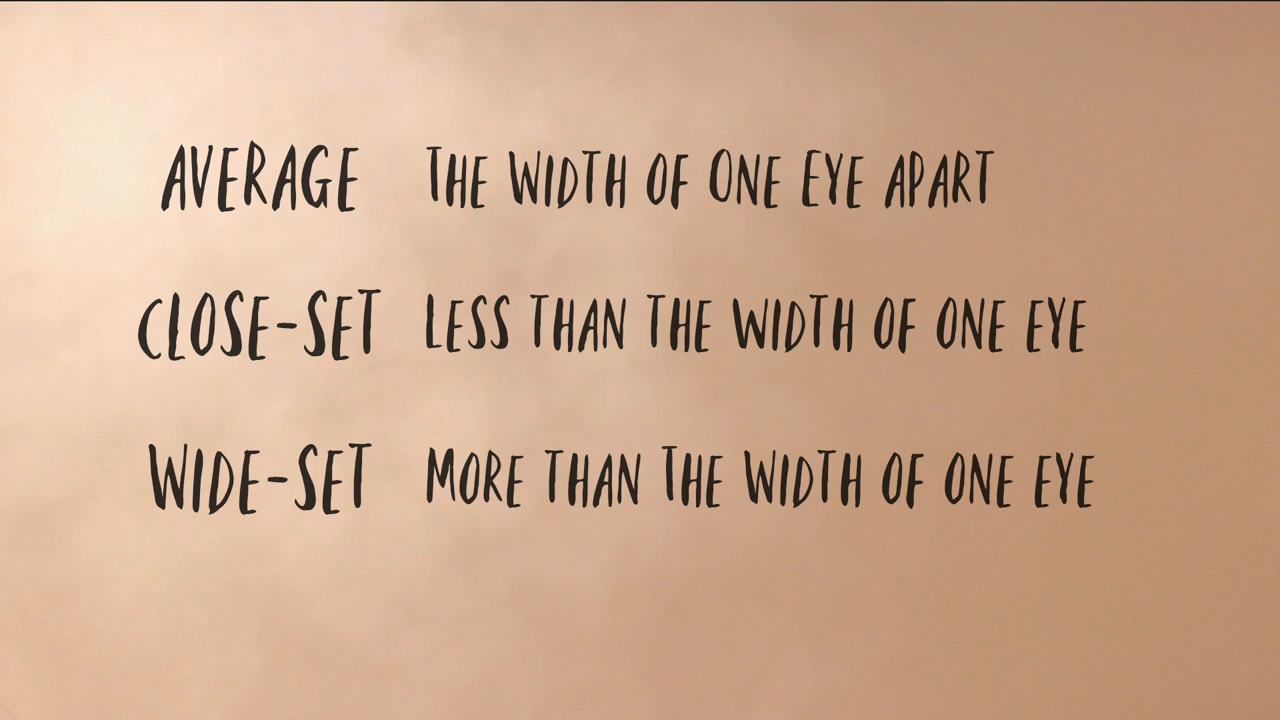 AVERAGE THE WIDTH OF ONE EYE APART
CLOSE-SET LESS THAN THE WIDTH OF ONE EYE
WIDE-SET MORE THAN THE WIDTH OF ONE EYE